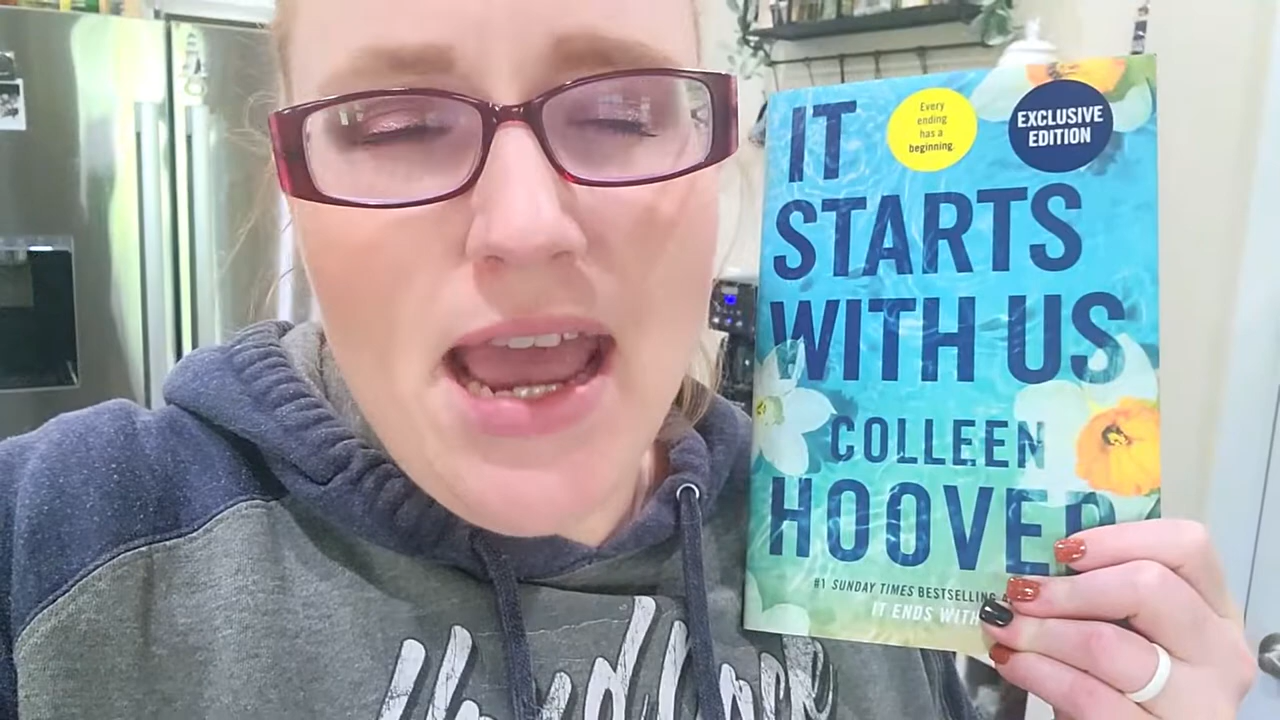 IT
STARTS
WITH US
Every
ending
has a
beginning.
EXCLUSIVE
EDITION
COLLEEN
HOOVER
#1 SUNDAY TIMES BESTSELLING
IT ENDS WITH